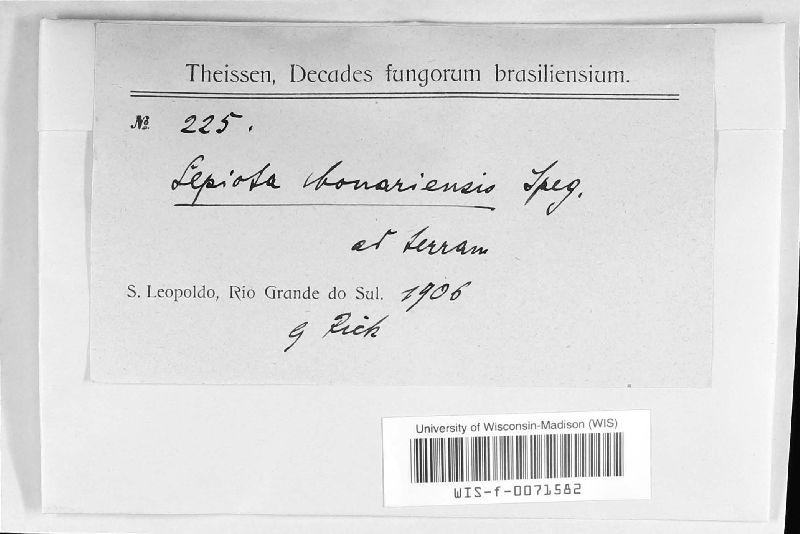 Theissen, Decades fungorum brasiliensium.
№ 225.
Lepiota bonariensis Speg.
ad terram
S. Leopoldo, Rio Grande do Sul. 1906
Rick
University of Wisconsin-Madison (WIS)
WIS-f-0071582